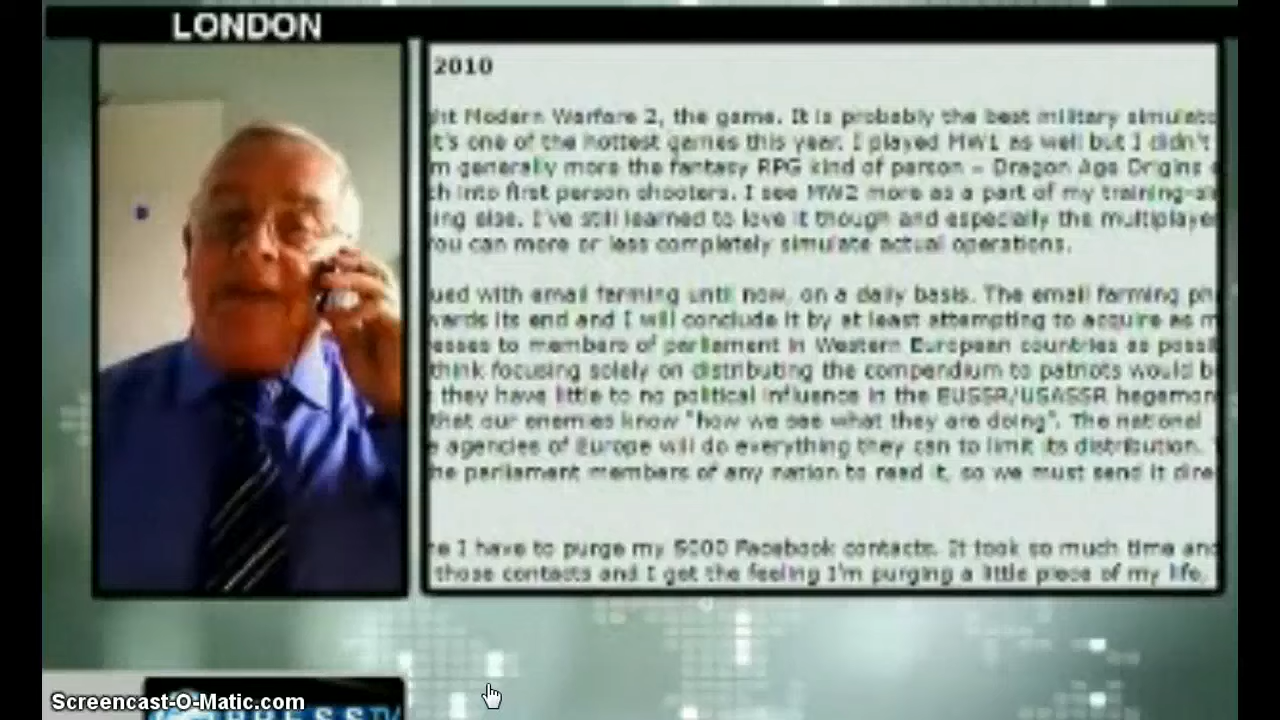 LONDON
2010
ht Modern Warfare 2, the game. It is probably the best military simulato
t's one of the hottest games this year. I played MW1 as well but I didn't
m generally more the fantasy RPG kind of person – Dragon Age Origins
ch into first person shooters. I see MW2 more as a part of my training-si
ing else. I've still learned to love it though and especially the multiplaye
ou can more or less completely simulate actual operations.
ued with email farming until now, on a daily basis. The email farming ph
wards its end and I will conclude it by at least attempting to acquire as m
esses to members of parliament in Western European countries as possi
think focusing solely on distributing the compendium to patriots would b
they have little to no political influence in the EUSSR/USASSR hegemon
that our enemies know "how we see what they are doing". The national
e agencies of Europe will do everything they can to limit its distribution.
he parliament members of any nation to read it, so we must send it dire
re I have to purge my 5000 Facebook contacts. It took so much time and
those contacts and I get the feeling I'm purging a little piece of my life,
Screencast-O-Matic.com
PRESSTV